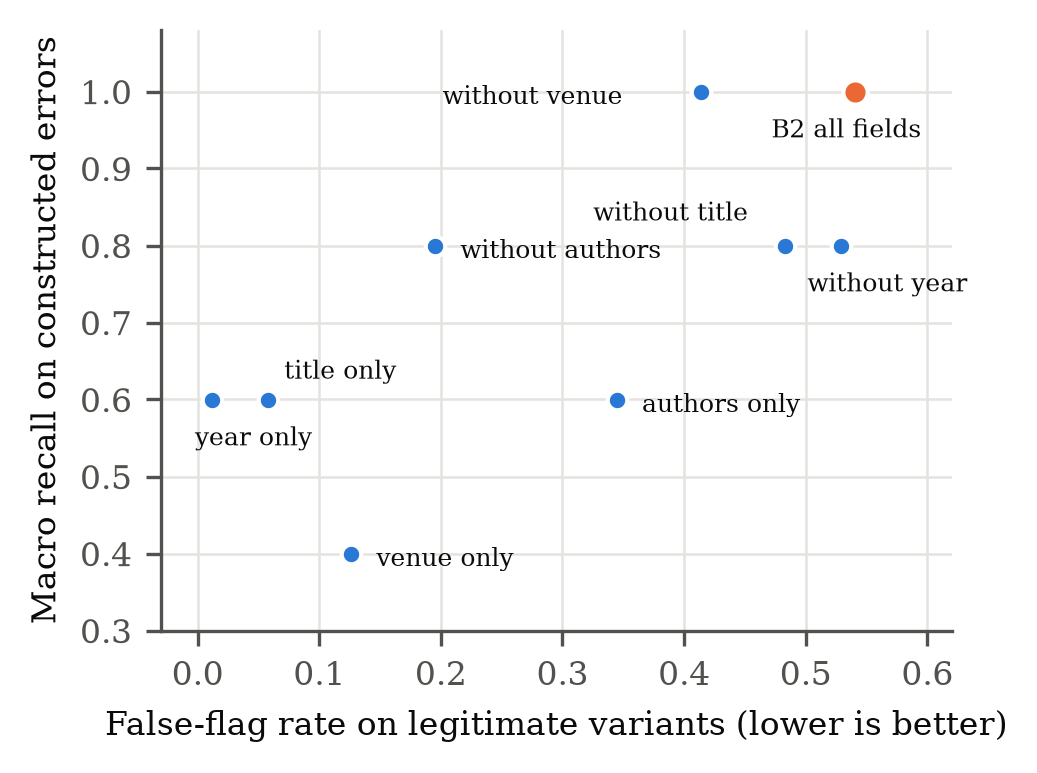 Macro recall on constructed errors
1.0
0.9
0.8
0.7
0.6
0.5
0.4
0.3
without venue
B2 all fields
without title
without authors
without year
title only
year only
authors only
venue only
0.0
0.1
0.2
0.3
0.4
0.5
0.6
False-flag rate on legitimate variants (lower is better)